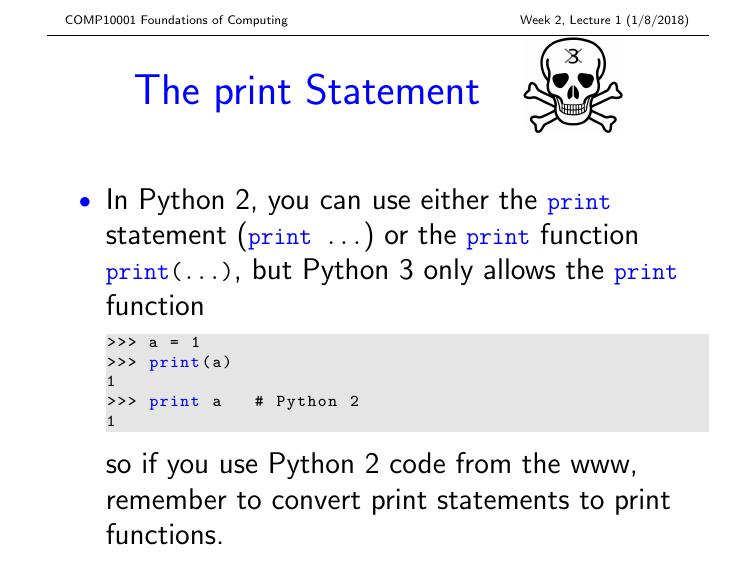 COMP10001 Foundations of Computing Week 2, Lecture 1 (1/8/2018)
3
The print Statement
• In Python 2, you can use either the print
statement (print ...) or the print function
print(...), but Python 3 only allows the print
function
>>> a = 1
>>> print(a)
1
>>> print a   # Python 2
1
so if you use Python 2 code from the www,
remember to convert print statements to print
functions.